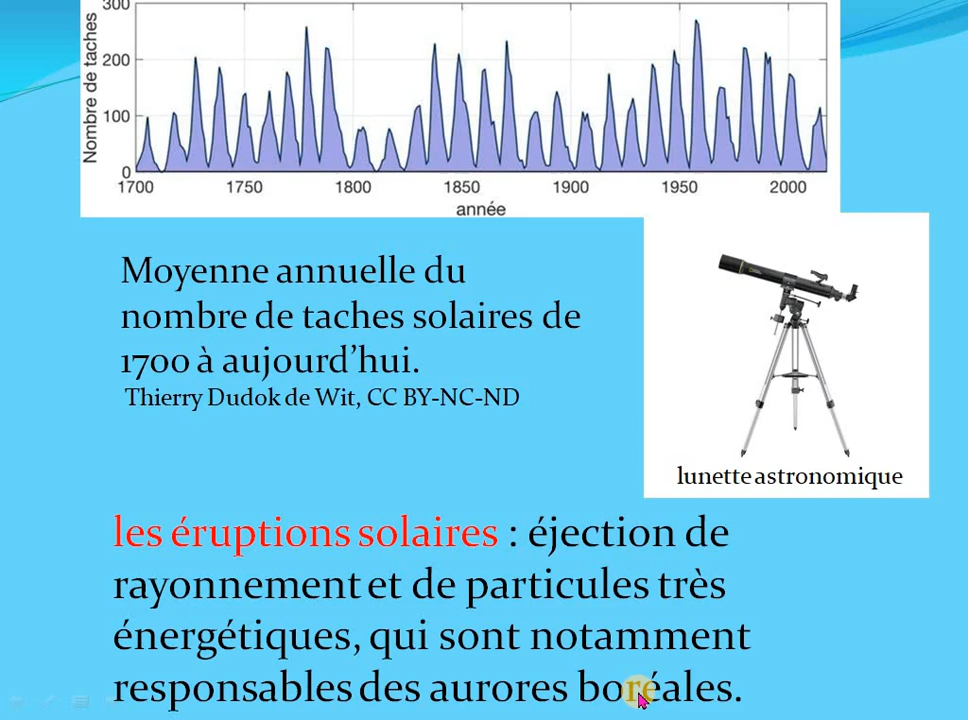 300
200
100
0
Nombre de taches
1700 1750 1800 1850 1900 1950 2000
année
Moyenne annuelle du
nombre de taches solaires de
1700 à aujourd’hui.
Thierry Dudok de Wit, CC BY-NC-ND
lunette astronomique
les éruptions solaires : éjection de
rayonnement et de particules très
énergétiques, qui sont notamment
responsables des aurores boréales.